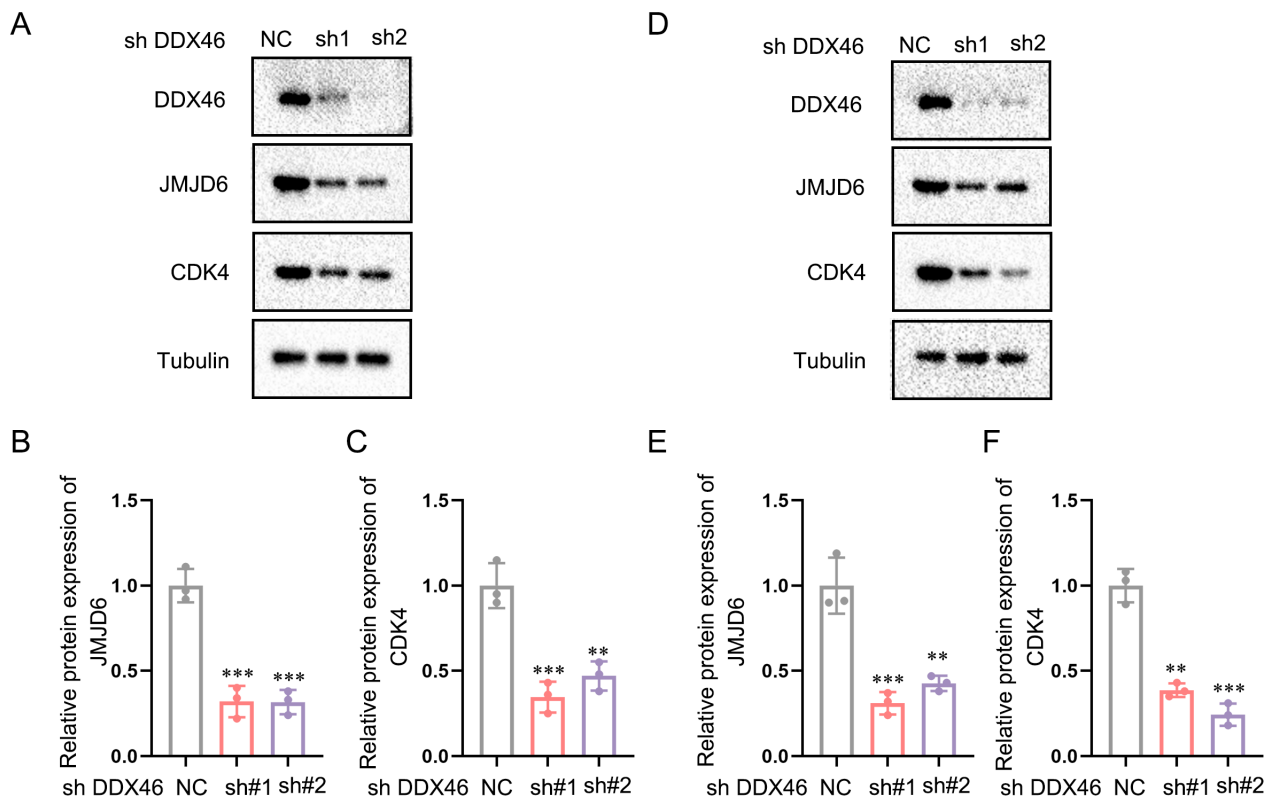 A
sh DDX46 NC sh1 sh2
DDX46
JMJD6
CDK4
Tubulin
D
sh DDX46 NC sh1 sh2
DDX46
JMJD6
CDK4
Tubulin
B
Relative protein expression of
JMJD6
1.5
1.0
0.5
0.0
*** ***
sh DDX46 NC sh#1 sh#2
C
Relative protein expression of
CDK4
1.5
1.0
0.5
0.0
*** **
sh DDX46 NC sh#1 sh#2
E
Relative protein expression of
JMJD6
1.5
1.0
0.5
0.0
*** **
sh DDX46 NC sh#1 sh#2
F
Relative protein expression of
CDK4
1.5
1.0
0.5
0.0
** ***
sh DDX46 NC sh#1 sh#2